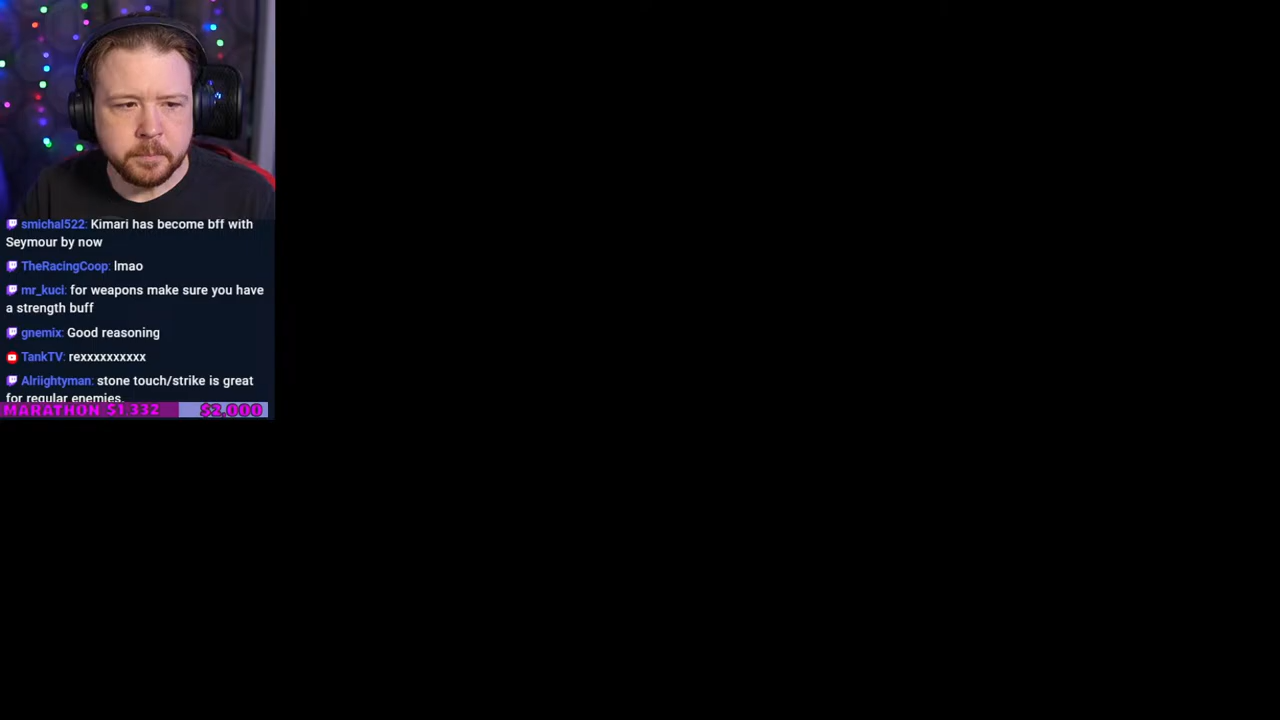 smichal522: Kimari has become bff with
Seymour by now
TheRacingCoop: lmao
mr_kuci: for weapons make sure you have
a strength buff
gnemix: Good reasoning
TankTV: rexxxxxxxxxx
Alriightyman: stone touch/strike is great
for regular enemies.
MARATHON $1,332 $2,000